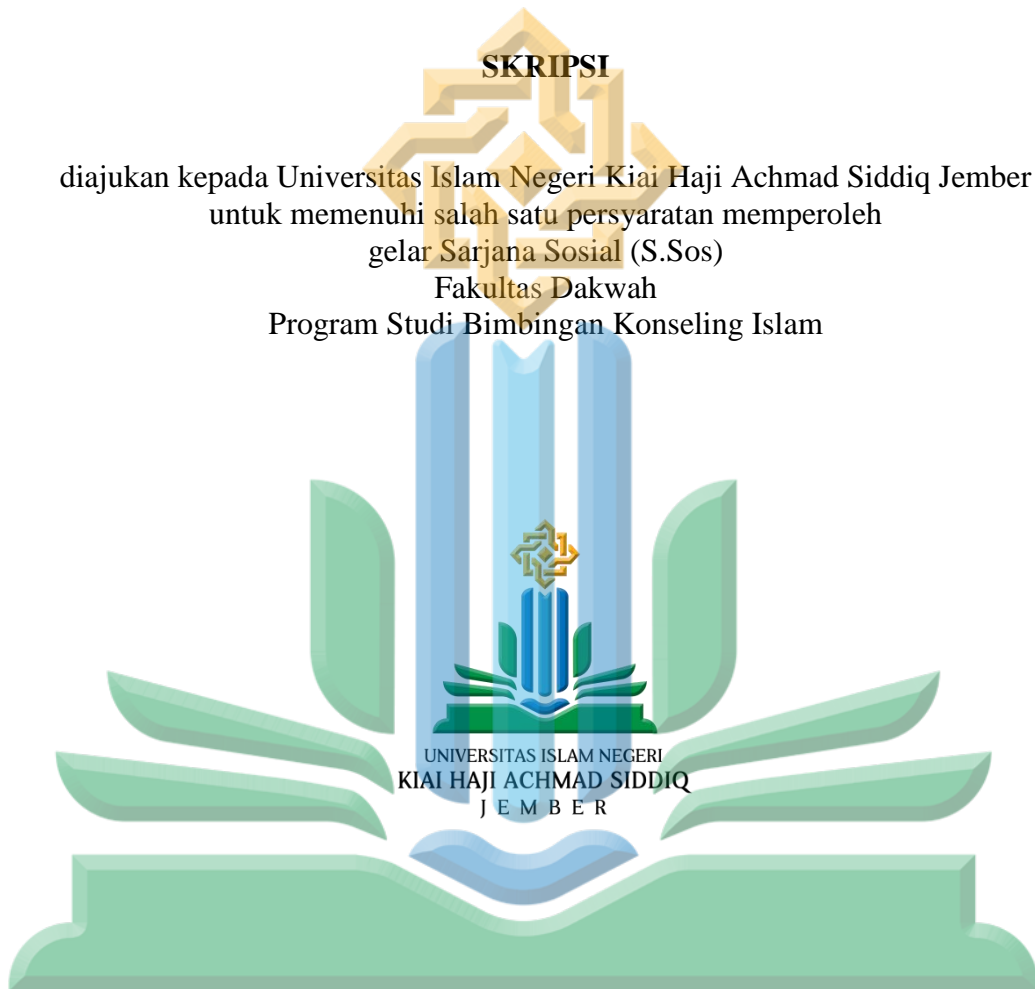 SKRIPSI
diajukan kepada Universitas Islam Negeri Kiai Haji Achmad Siddiq Jember
untuk memenuhi salah satu persyaratan memperoleh
gelar Sarjana Sosial (S.Sos)
Fakultas Dakwah
Program Studi Bimbingan Konseling Islam
UNIVERSITAS ISLAM NEGERI
KIAI HAJI ACHMAD SIDDIQ
JEMBER